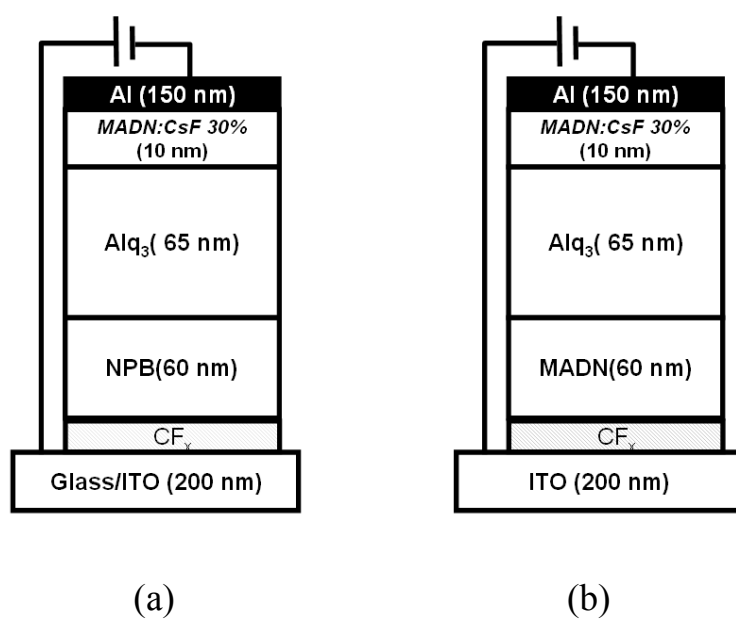 Al (150 nm)
MADN:CsF 30%
(10 nm)
Alq₃( 65 nm)
NPB(60 nm)
CFₓ
Glass/ITO (200 nm)
(a)
Al (150 nm)
MADN:CsF 30%
(10 nm)
Alq₃( 65 nm)
MADN(60 nm)
CFₓ
ITO (200 nm)
(b)